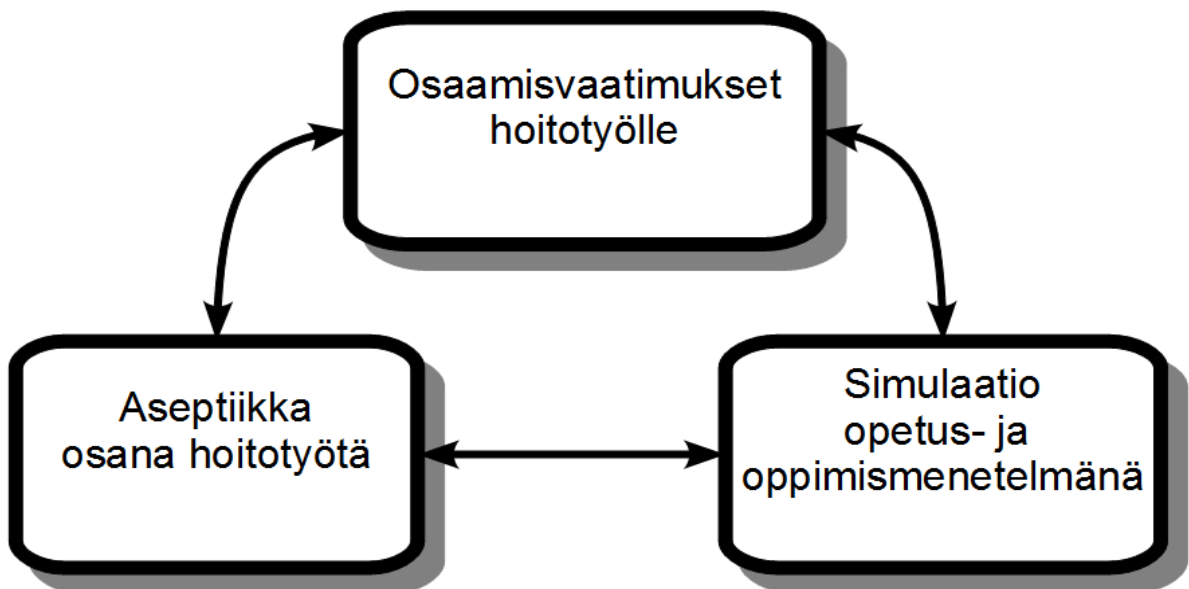 Osaamisvaatimukset
hoitotyölle
Aseptiikka
osana hoitotyötä
Simulaatio
opetus- ja
oppimismenetelmänä